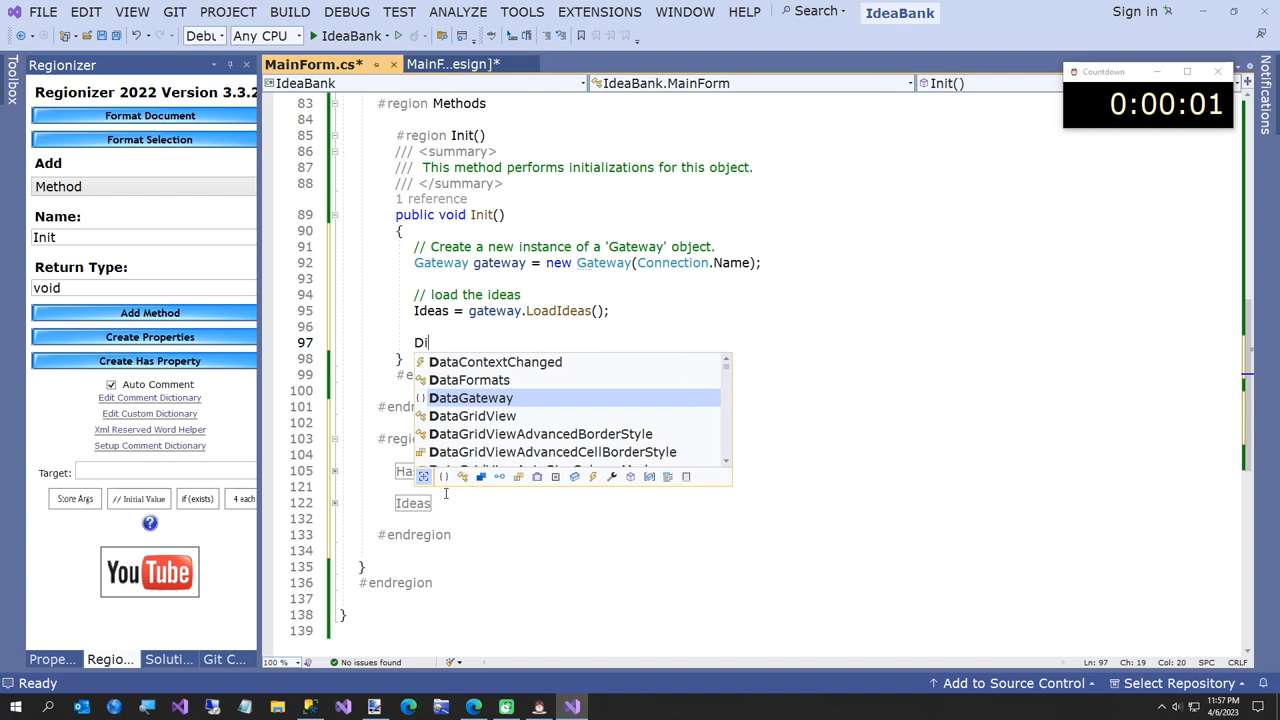 FILE EDIT VIEW GIT PROJECT BUILD DEBUG TEST ANALYZE TOOLS EXTENSIONS WINDOW HELP Search IdeaBank Sign in
Debu Any CPU IdeaBank
Toolbox
Regionizer
Regionizer 2022 Version 3.3.2
Format Document
Format Selection
Add
Method
Name:
Init
Return Type:
void
Add Method
Create Properties
Create Has Property
Auto Comment
Edit Comment Dictionary
Edit Custom Dictionary
Xml Reserved Word Helper
Setup Comment Dictionary
Target:
Store Args // Initial Value if (exists) 4 each
YouTube
Prope... Regio... Soluti... Git C...
MainForm.cs* MainF...esign]*
IdeaBank IdeaBank.MainForm Init()
Countdown
0:00:01
Notifications
83 #region Methods
84
85 #region Init()
86 /// <summary>
87 /// This method performs initializations for this object.
88 /// </summary>
1 reference
89 public void Init()
90 {
91 // Create a new instance of a 'Gateway' object.
92 Gateway gateway = new Gateway(Connection.Name);
93
94 // load the ideas
95 Ideas = gateway.LoadIdeas();
96
97 Di
98 }
99 #e
100
101 #endr
102
103 #regi
104
105 Has
121
122 Ideas
132
133 #endregion
134
135 }
136 #endregion
137
138 }
139
DataContextChanged
DataFormats
DataGateway
DataGridView
DataGridViewAdvancedBorderStyle
DataGridViewAdvancedCellBorderStyle
100 % No issues found Ln: 97 Ch: 19 Col: 20 SPC CRLF
Ready Add to Source Control Select Repository
11:57 PM
4/6/2023